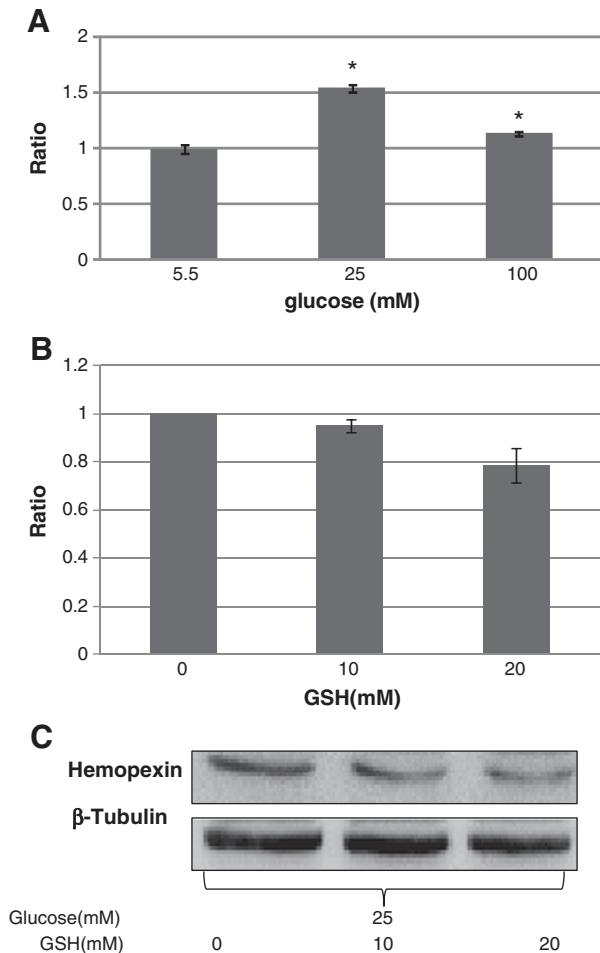 A
2
1.5
1
0.5
0
Ratio
*
*
5.5 25 100
glucose (mM)
B
1.2
1
0.8
0.6
0.4
0.2
0
Ratio
0 10 20
GSH(mM)
C
Hemopexin
β-Tubulin
Glucose(mM) 25
GSH(mM) 0 10 20